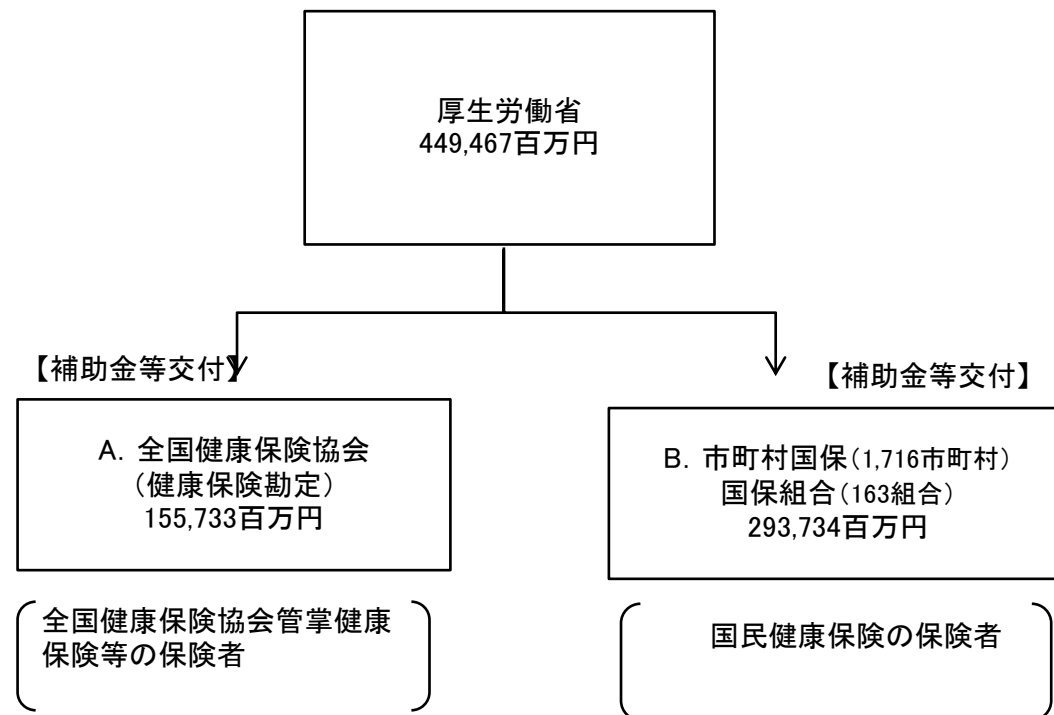 厚生労働省
449,467百万円
【補助金等交付】
【補助金等交付】
A. 全国健康保険協会
（健康保険勘定）
155,733百万円
B. 市町村国保（1,716市町村）
国保組合（163組合）
293,734百万円
全国健康保険協会管掌健康
保険等の保険者
国民健康保険の保険者